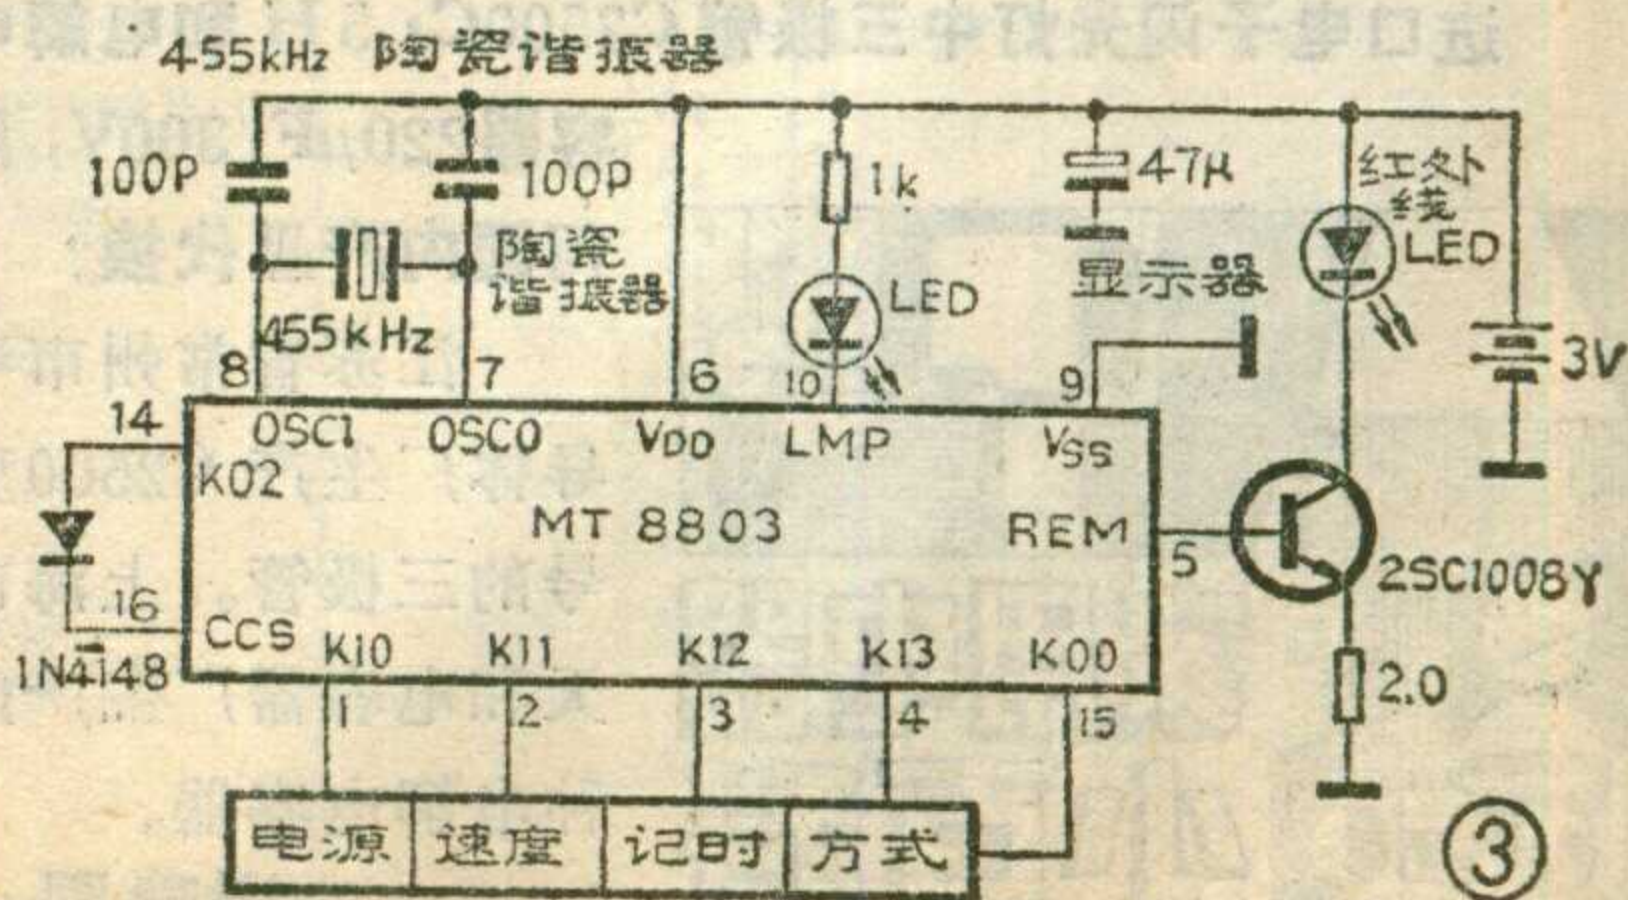 455kHz 陶瓷谐振器
100P
100P
1k
47μ
红外
线
LED
陶瓷
谐振器
455kHz
LED
显示器
3V
8
7
6
10
9
14
OSC1
OSC0
VDD
LMP
VSS
K02
MT 8803
REM
5
2SC1008Y
16
CCS
1N4148
K10
K11
K12
K13
K00
2.0
1
2
3
4
15
电源
速度
记时
方式
③